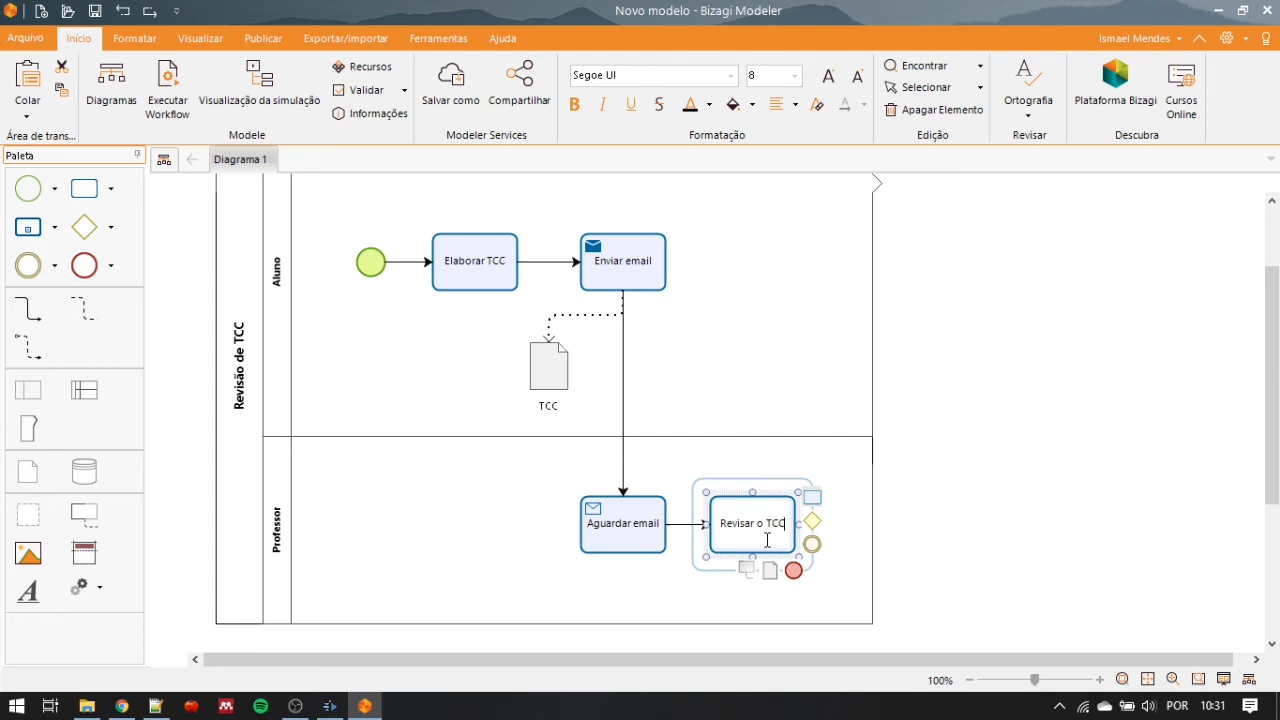 Novo modelo - Bizagi Modeler
Arquivo Início Formatar Visualizar Publicar Exportar/importar Ferramentas Ajuda Ismael Mendes
Colar
Área de trans...
Diagramas
Executar
Workflow
Visualização da simulação
Recursos
Validar
Informações
Modele
Salvar como
Compartilhar
Modeler Services
Segoe UI
8
B I U S A
Formatação
Encontrar
Selecionar
Apagar Elemento
Edição
Ortografia
Revisar
Plataforma Bizagi
Cursos
Online
Descubra
Paleta
Diagrama 1
Revisão de TCC
Aluno
Elaborar TCC
Enviar email
TCC
Professor
Aguardar email
Revisar o TCC
A
100%
POR 10:31